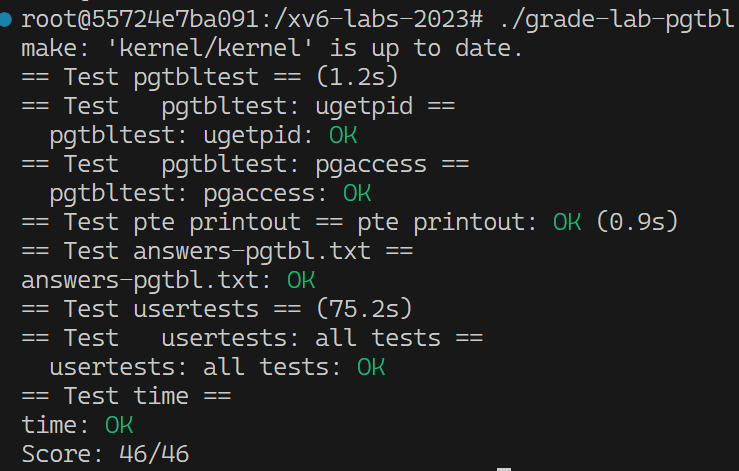 root@55724e7ba091:/xv6-labs-2023# ./grade-lab-pgtbl
make: 'kernel/kernel' is up to date.
== Test pgtbltest == (1.2s)
== Test   pgtbltest: ugetpid ==
  pgtbltest: ugetpid: OK
== Test   pgtbltest: pgaccess ==
  pgtbltest: pgaccess: OK
== Test pte printout == pte printout: OK (0.9s)
== Test answers-pgtbl.txt ==
answers-pgtbl.txt: OK
== Test usertests == (75.2s)
== Test   usertests: all tests ==
  usertests: all tests: OK
== Test time ==
time: OK
Score: 46/46